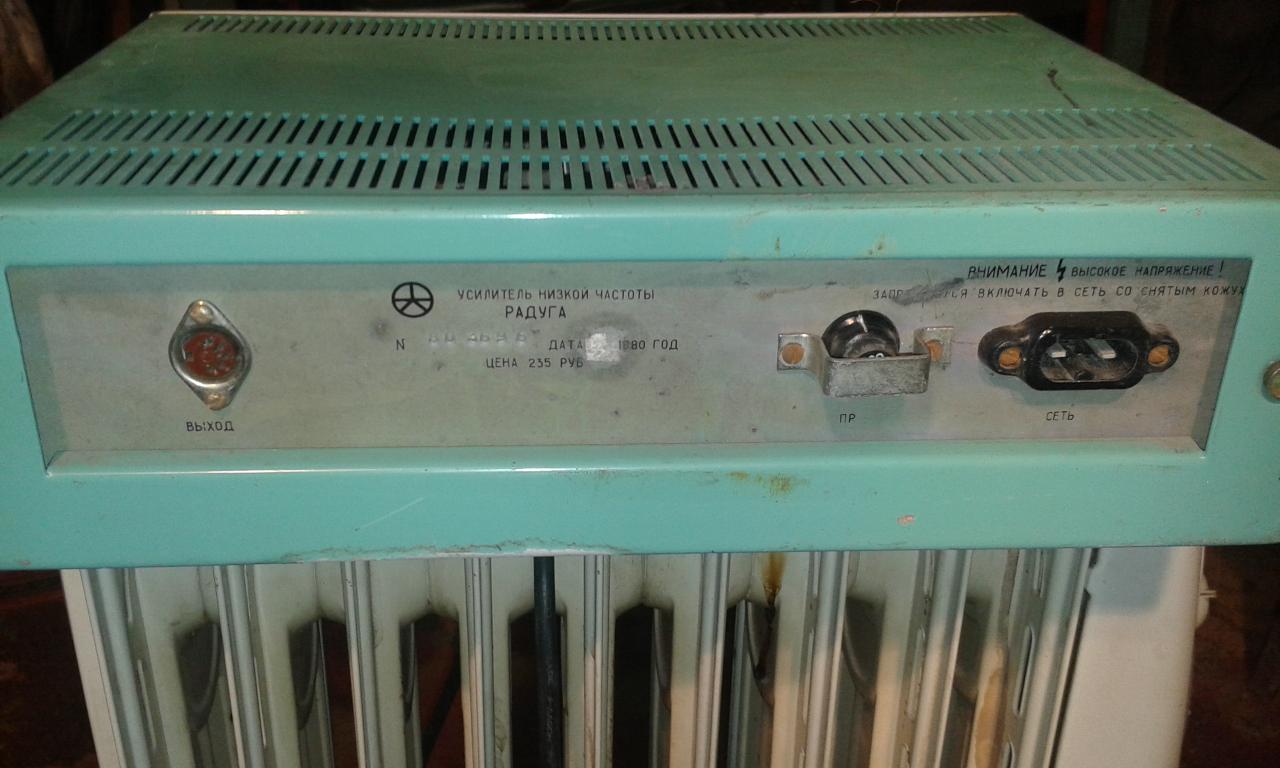 УСИЛИТЕЛЬ НИЗКОЙ ЧАСТОТЫ
РАДУГА
N ДАТА 1980 ГОД
ЦЕНА 235 РУБ
ВЫХОД
ВНИМАНИЕ ВЫСОКОЕ НАПРЯЖЕНИЕ!
ВКЛЮЧАТЬ В СЕТЬ СО СНЯТЫМ КОЖУХ
ПР
СЕТЬ